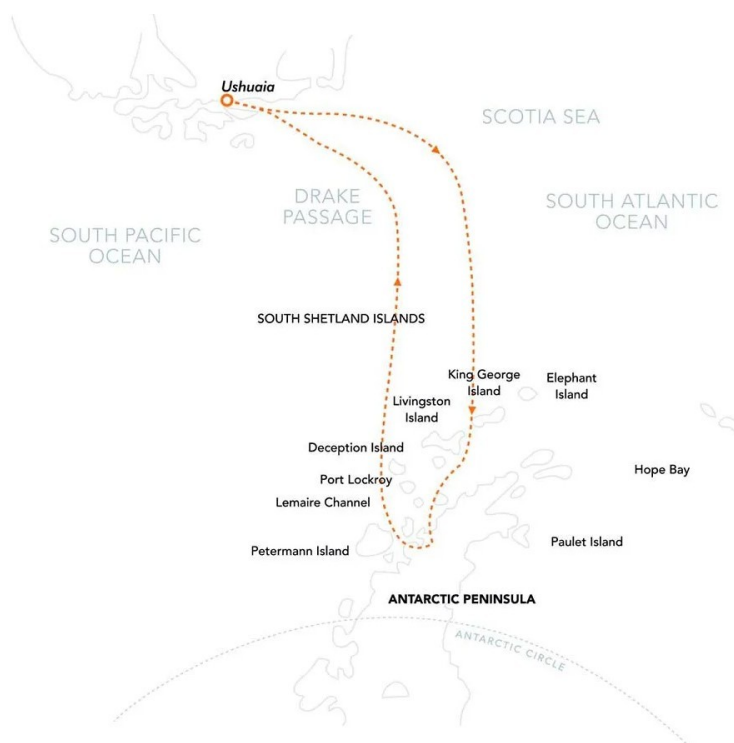 Ushuaia
SCOTIA SEA
DRAKE
PASSAGE
SOUTH ATLANTIC
OCEAN
SOUTH PACIFIC
OCEAN
SOUTH SHETLAND ISLANDS
King George
Island
Elephant
Island
Livingston
Island
Deception Island
Hope Bay
Port Lockroy
Lemaire Channel
Petermann Island
Paulet Island
ANTARCTIC PENINSULA
ANTARCTIC CIRCLE